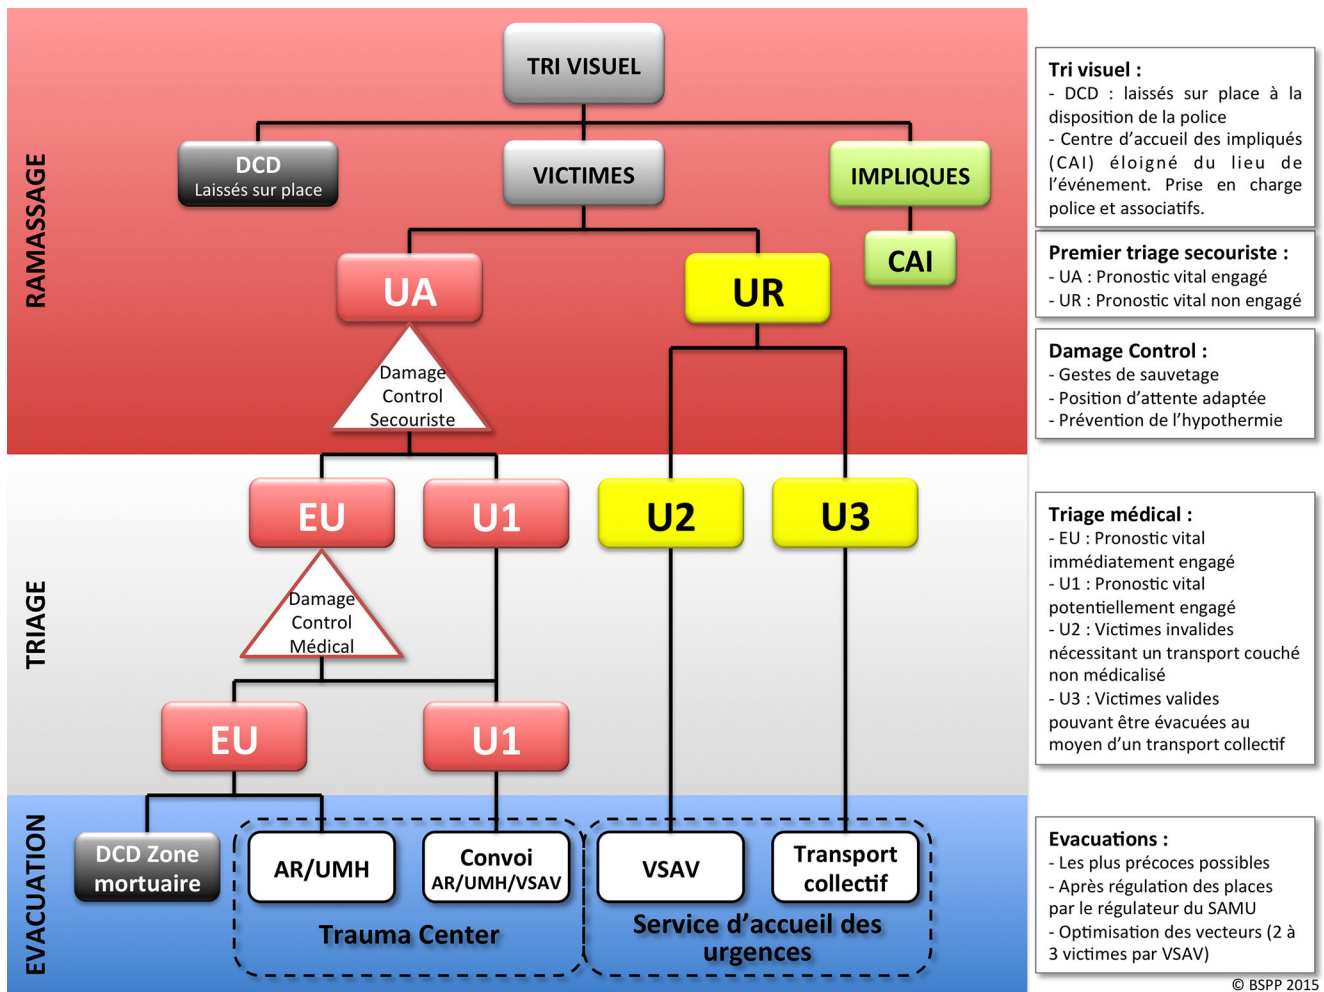 RAMASSAGE
TRI VISUEL
DCD
Laissés sur place
VICTIMES
IMPLIQUES
CAI
UA
UR
Damage
Control
Secouriste
TRIAGE
EU
U1
U2
U3
Damage
Control
Médical
EU
U1
EVACUATION
DCD Zone
mortuaire
AR/UMH
Convoi
AR/UMH/VSAV
VSAV
Transport
collectif
Trauma Center
Service d’accueil des
urgences
Tri visuel :
- DCD : laissés sur place à la
disposition de la police
- Centre d’accueil des impliqués
(CAI) éloigné du lieu de
l’événement. Prise en charge
police et associatifs.
Premier triage secouriste :
- UA : Pronostic vital engagé
- UR : Pronostic vital non engagé
Damage Control :
- Gestes de sauvetage
- Position d’attente adaptée
- Prévention de l’hypothermie
Triage médical :
- EU : Pronostic vital
immédiatement engagé
- U1 : Pronostic vital
potentiellement engagé
- U2 : Victimes invalides
nécessitant un transport couché
non médicalisé
- U3 : Victimes valides
pouvant être évacuées au
moyen d’un transport collectif
Evacuations :
- Les plus précoces possibles
- Après régulation des places
par le régulateur du SAMU
- Optimisation des vecteurs (2 à
3 victimes par VSAV)
© BSPP 2015